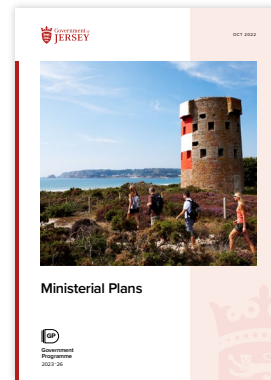 Government of
JERSEY
OCT 2022
Ministerial Plans
GP
Government
Programme
2023–26